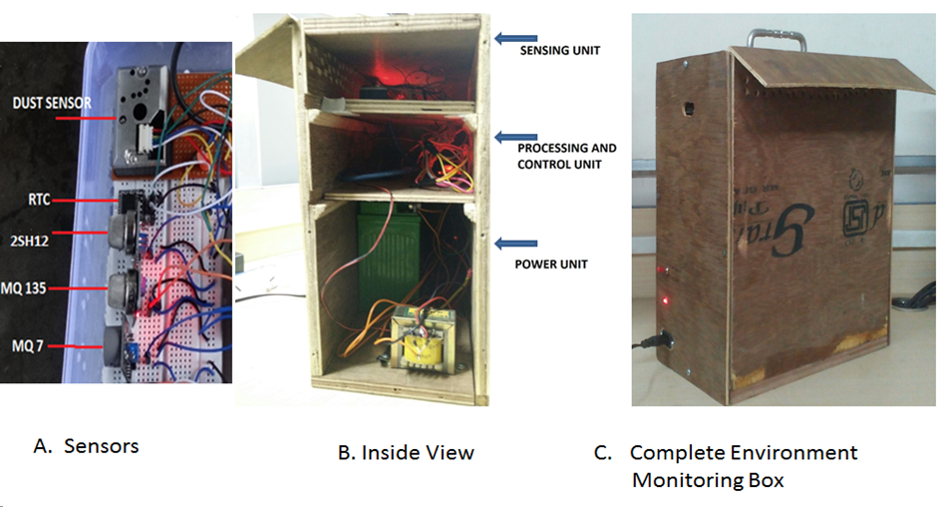 DUST SENSOR
RTC
2SH12
MQ 135
MQ 7
SENSING UNIT
PROCESSING AND
CONTROL UNIT
POWER UNIT
A. Sensors
B. Inside View
C. Complete Environment
Monitoring Box